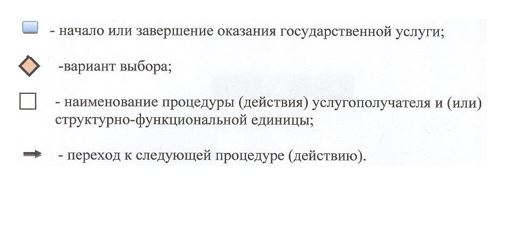 - начало или завершение оказания государственной услуги;
-вариант выбора;
- наименование процедуры (действия) услугополучателя и (или)
структурно-функциональной единицы;
- переход к следующей процедуре (действию).